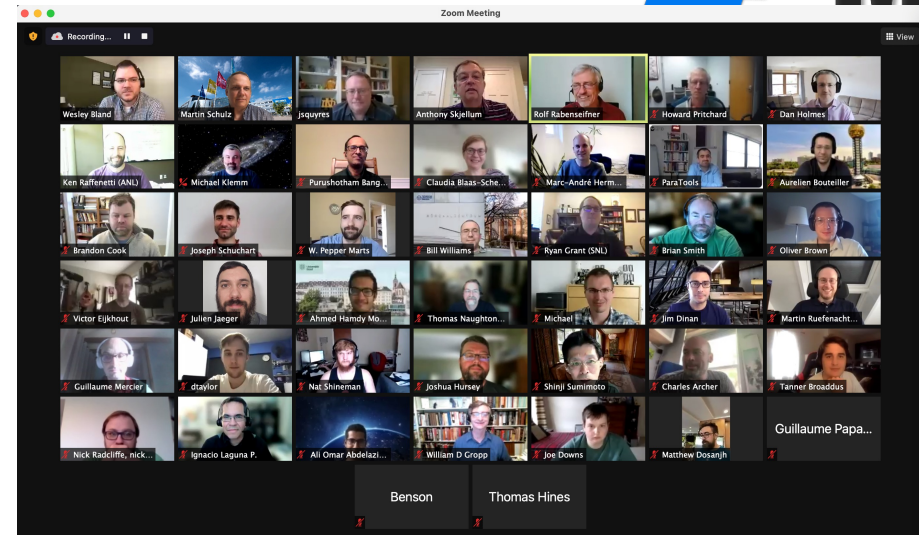 Zoom Meeting
Recording...
View
Wesley Bland
Martin Schulz
jsquyres
Anthony Skjellum
Rolf Rabenseifner
Howard Pritchard
Dan Holmes
Ken Raffenetti (ANL)
Michael Klemm
Purushotham Bang...
Claudia Blaas-Sche...
Marc-André Herm...
ParaTools
Aurelien Bouteiller
Brandon Cook
Joseph Schuchart
W. Pepper Marts
Bill Williams
Ryan Grant (SNL)
Brian Smith
Oliver Brown
Victor Eijkhout
Julien Jaeger
Ahmed Hamdy Mo...
Thomas Naughton...
Michael
Jim Dinan
Martin Ruefenacht...
Guillaume Mercier
dtaylor
Nat Shineman
Joshua Hursey
Shinji Sumimoto
Charles Archer
Tanner Broaddus
Nick Radcliffe, nick...
Ignacio Laguna P.
Ali Omar Abdelazi...
William D Gropp
Joe Downs
Matthew Dosanjh
Guillaume Papa...
Benson
Thomas Hines